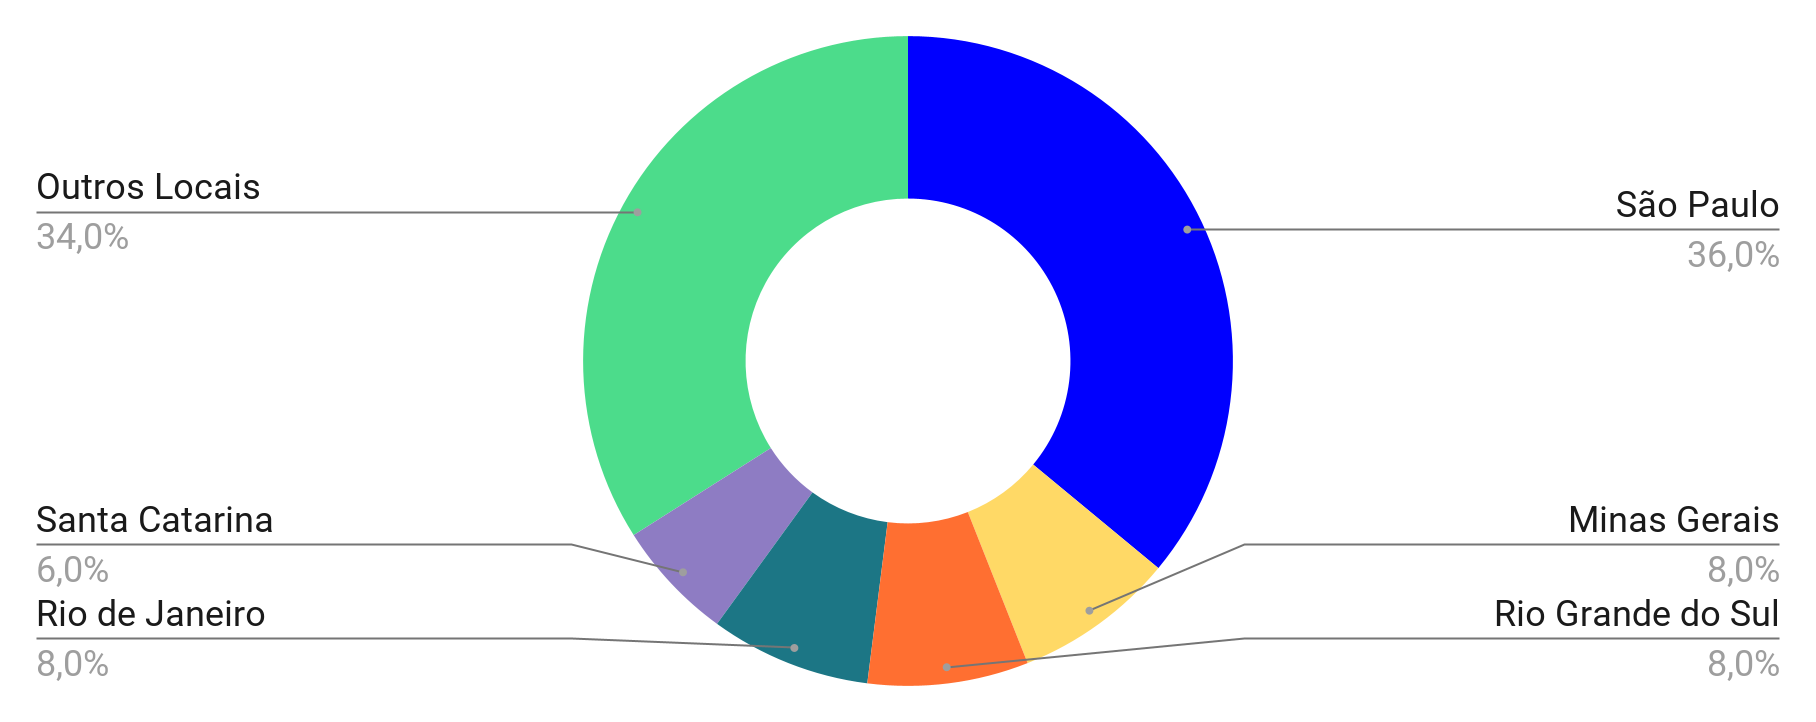 Outros Locais
34,0%
São Paulo
36,0%
Santa Catarina
6,0%
Rio de Janeiro
8,0%
Minas Gerais
8,0%
Rio Grande do Sul
8,0%